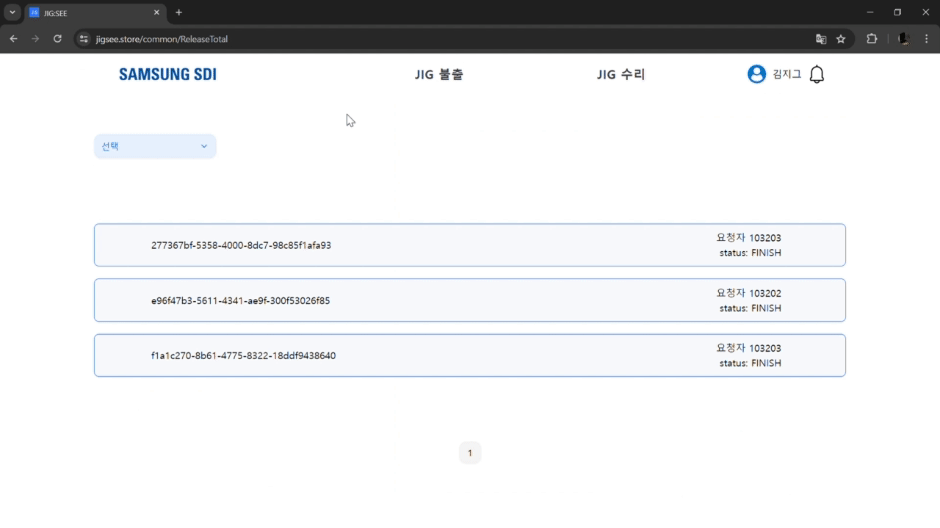 JIG:SEE
jigsee.store/common/ReleaseTotal
SAMSUNG SDI
JIG 불출
JIG 수리
김지그
선택
277367bf-5358-4000-8dc7-98c85f1afa93
요청자 103203
status: FINISH
e96f47b3-5611-4341-ae9f-300f53026f85
요청자 103202
status: FINISH
f1a1c270-8b61-4775-8322-18ddf9438640
요청자 103203
status: FINISH
1